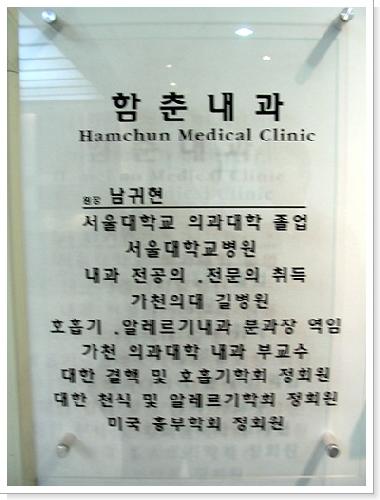 함춘내과
Hamchun Medical Clinic
원장 남귀현
서울대학교 의과대학 졸업
서울대학교병원
내과 전공의 .전문의 취득
가천의대 길병원
호흡기 .알레르기내과 분과장 역임
가천 의과대학 내과 부교수
대한 결핵 및 호흡기학회 정회원
대한 천식 및 알레르기학회 정회원
미국 흉부학회 정회원